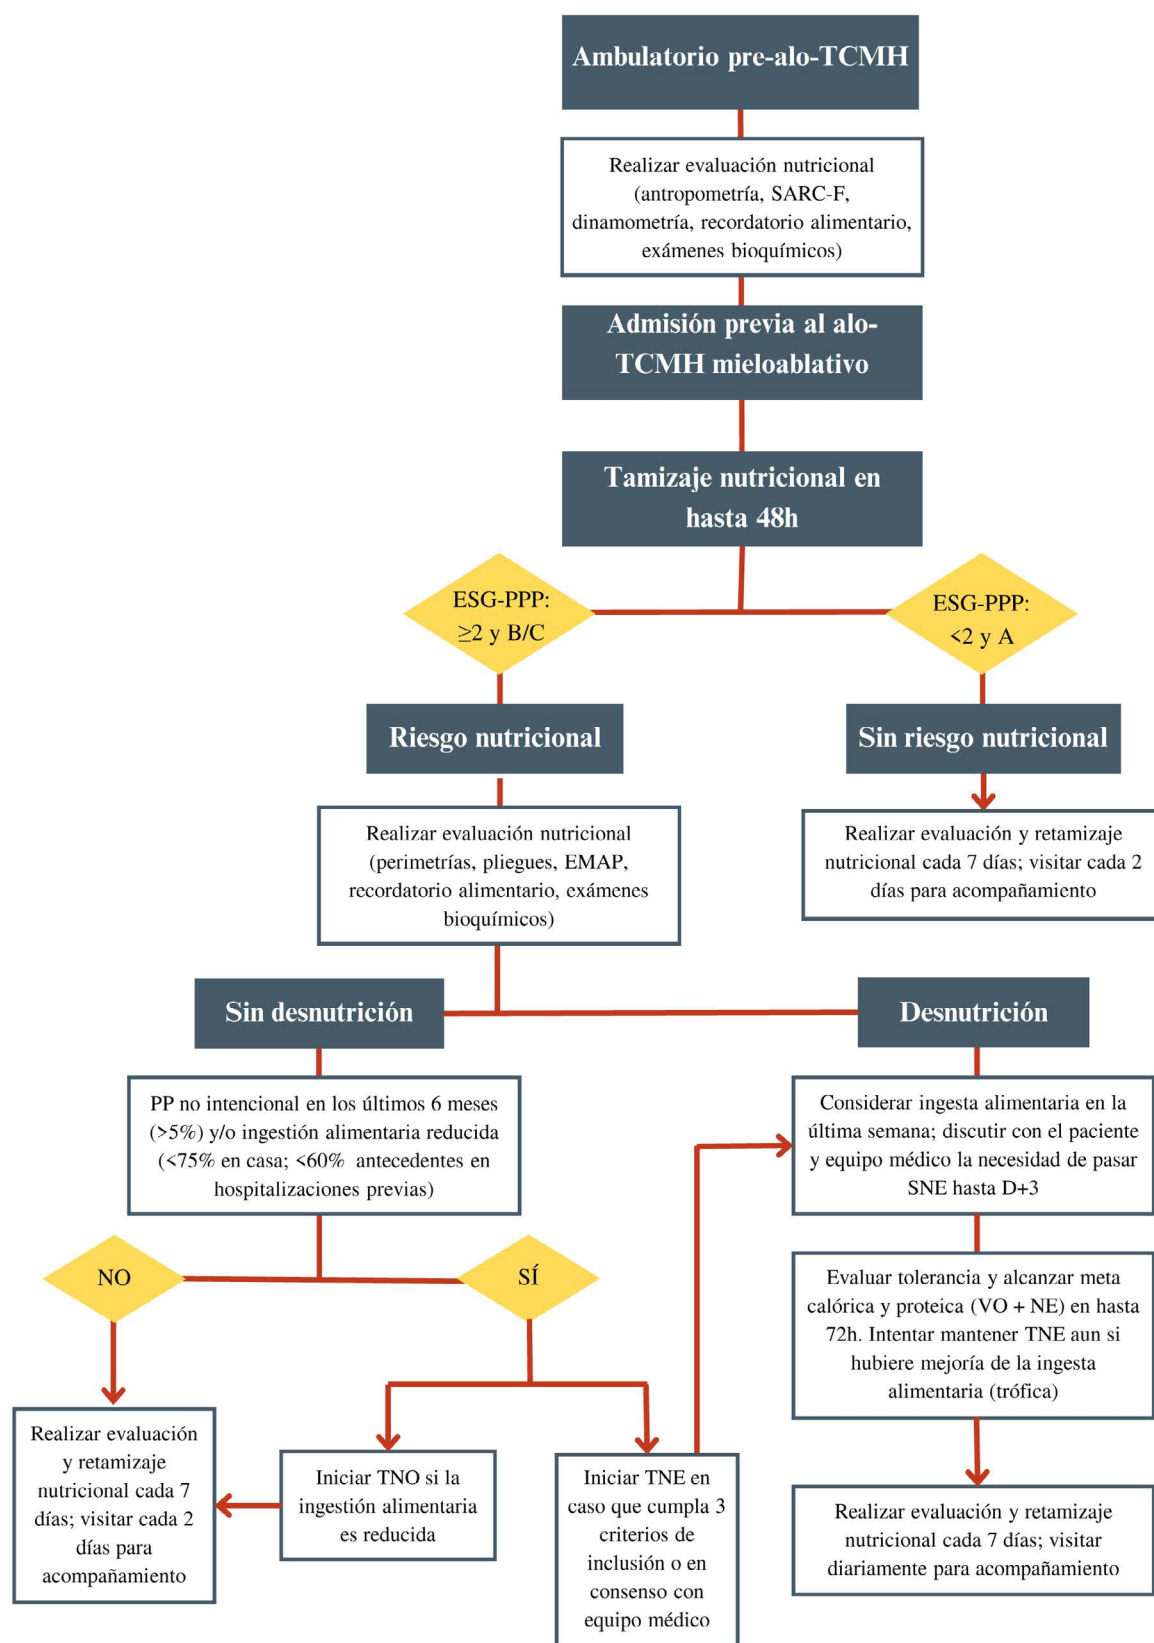 Ambulatorio pre-alo-TCMH
Realizar evaluación nutricional
(antropometría, SARC-F,
dinamometría, recordatorio alimentario,
exámenes bioquímicos)
Admisión previa al alo-
TCMH mieloablativo
Tamizaje nutricional en
hasta 48h
ESG-PPP:
≥2 y B/C
ESG-PPP:
<2 y A
Riesgo nutricional
Sin riesgo nutricional
Realizar evaluación nutricional
(perimetrías, pliegues, EMAP,
recordatorio alimentario, exámenes
bioquímicos)
Realizar evaluación y retamizaje
nutricional cada 7 días; visitar cada 2
días para acompañamiento
Sin desnutrición
Desnutrición
PP no intencional en los últimos 6 meses
(>5%) y/o ingestión alimentaria reducida
(<75% en casa; <60% antecedentes en
hospitalizaciones previas)
Considerar ingesta alimentaria en la
última semana; discutir con el paciente
y equipo médico la necesidad de pasar
SNE hasta D+3
NO
SÍ
Evaluar tolerancia y alcanzar meta
calórica y proteica (VO + NE) en hasta
72h. Intentar mantener TNE aun si
hubiere mejoría de la ingesta
alimentaria (trófica)
Realizar evaluación
y retamizaje
nutricional cada 7
días; visitar cada 2
días para
acompañamiento
Iniciar TNO si la
ingestión alimentaria
es reducida
Iniciar TNE en
caso que cumpla 3
criterios de
inclusión o en
consenso con
equipo médico
Realizar evaluación y retamizaje
nutricional cada 7 días; visitar
diariamente para acompañamiento